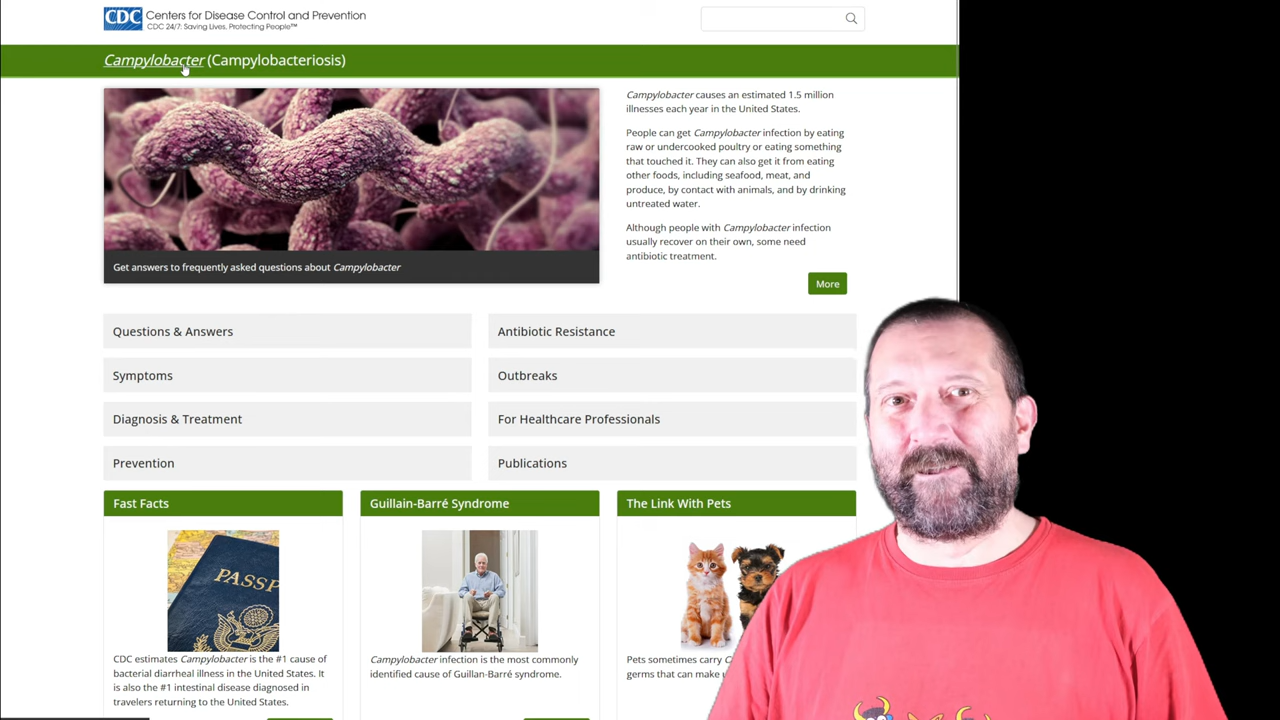 CDC
Centers for Disease Control and Prevention
CDC 24/7: Saving Lives, Protecting People™
Campylobacter (Campylobacteriosis)
Get answers to frequently asked questions about Campylobacter
Campylobacter causes an estimated 1.5 million
illnesses each year in the United States.
People can get Campylobacter infection by eating
raw or undercooked poultry or eating something
that touched it. They can also get it from eating
other foods, including seafood, meat, and
produce, by contact with animals, and by drinking
untreated water.
Although people with Campylobacter infection
usually recover on their own, some need
antibiotic treatment.
More
Questions & Answers
Antibiotic Resistance
Symptoms
Outbreaks
Diagnosis & Treatment
For Healthcare Professionals
Prevention
Publications
Fast Facts
PASSP
CDC estimates Campylobacter is the #1 cause of
bacterial diarrheal illness in the United States. It
is also the #1 intestinal disease diagnosed in
travelers returning to the United States.
Guillain-Barré Syndrome
Campylobacter infection is the most commonly
identified cause of Guillan-Barré syndrome.
The Link With Pets
Pets sometimes carry
germs that can make